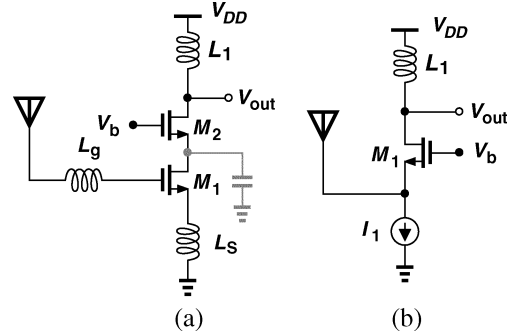 V_DD
L_1
V_out
V_b
M_2
L_g
M_1
L_S
(a)
V_DD
L_1
V_out
M_1
V_b
I_1
(b)